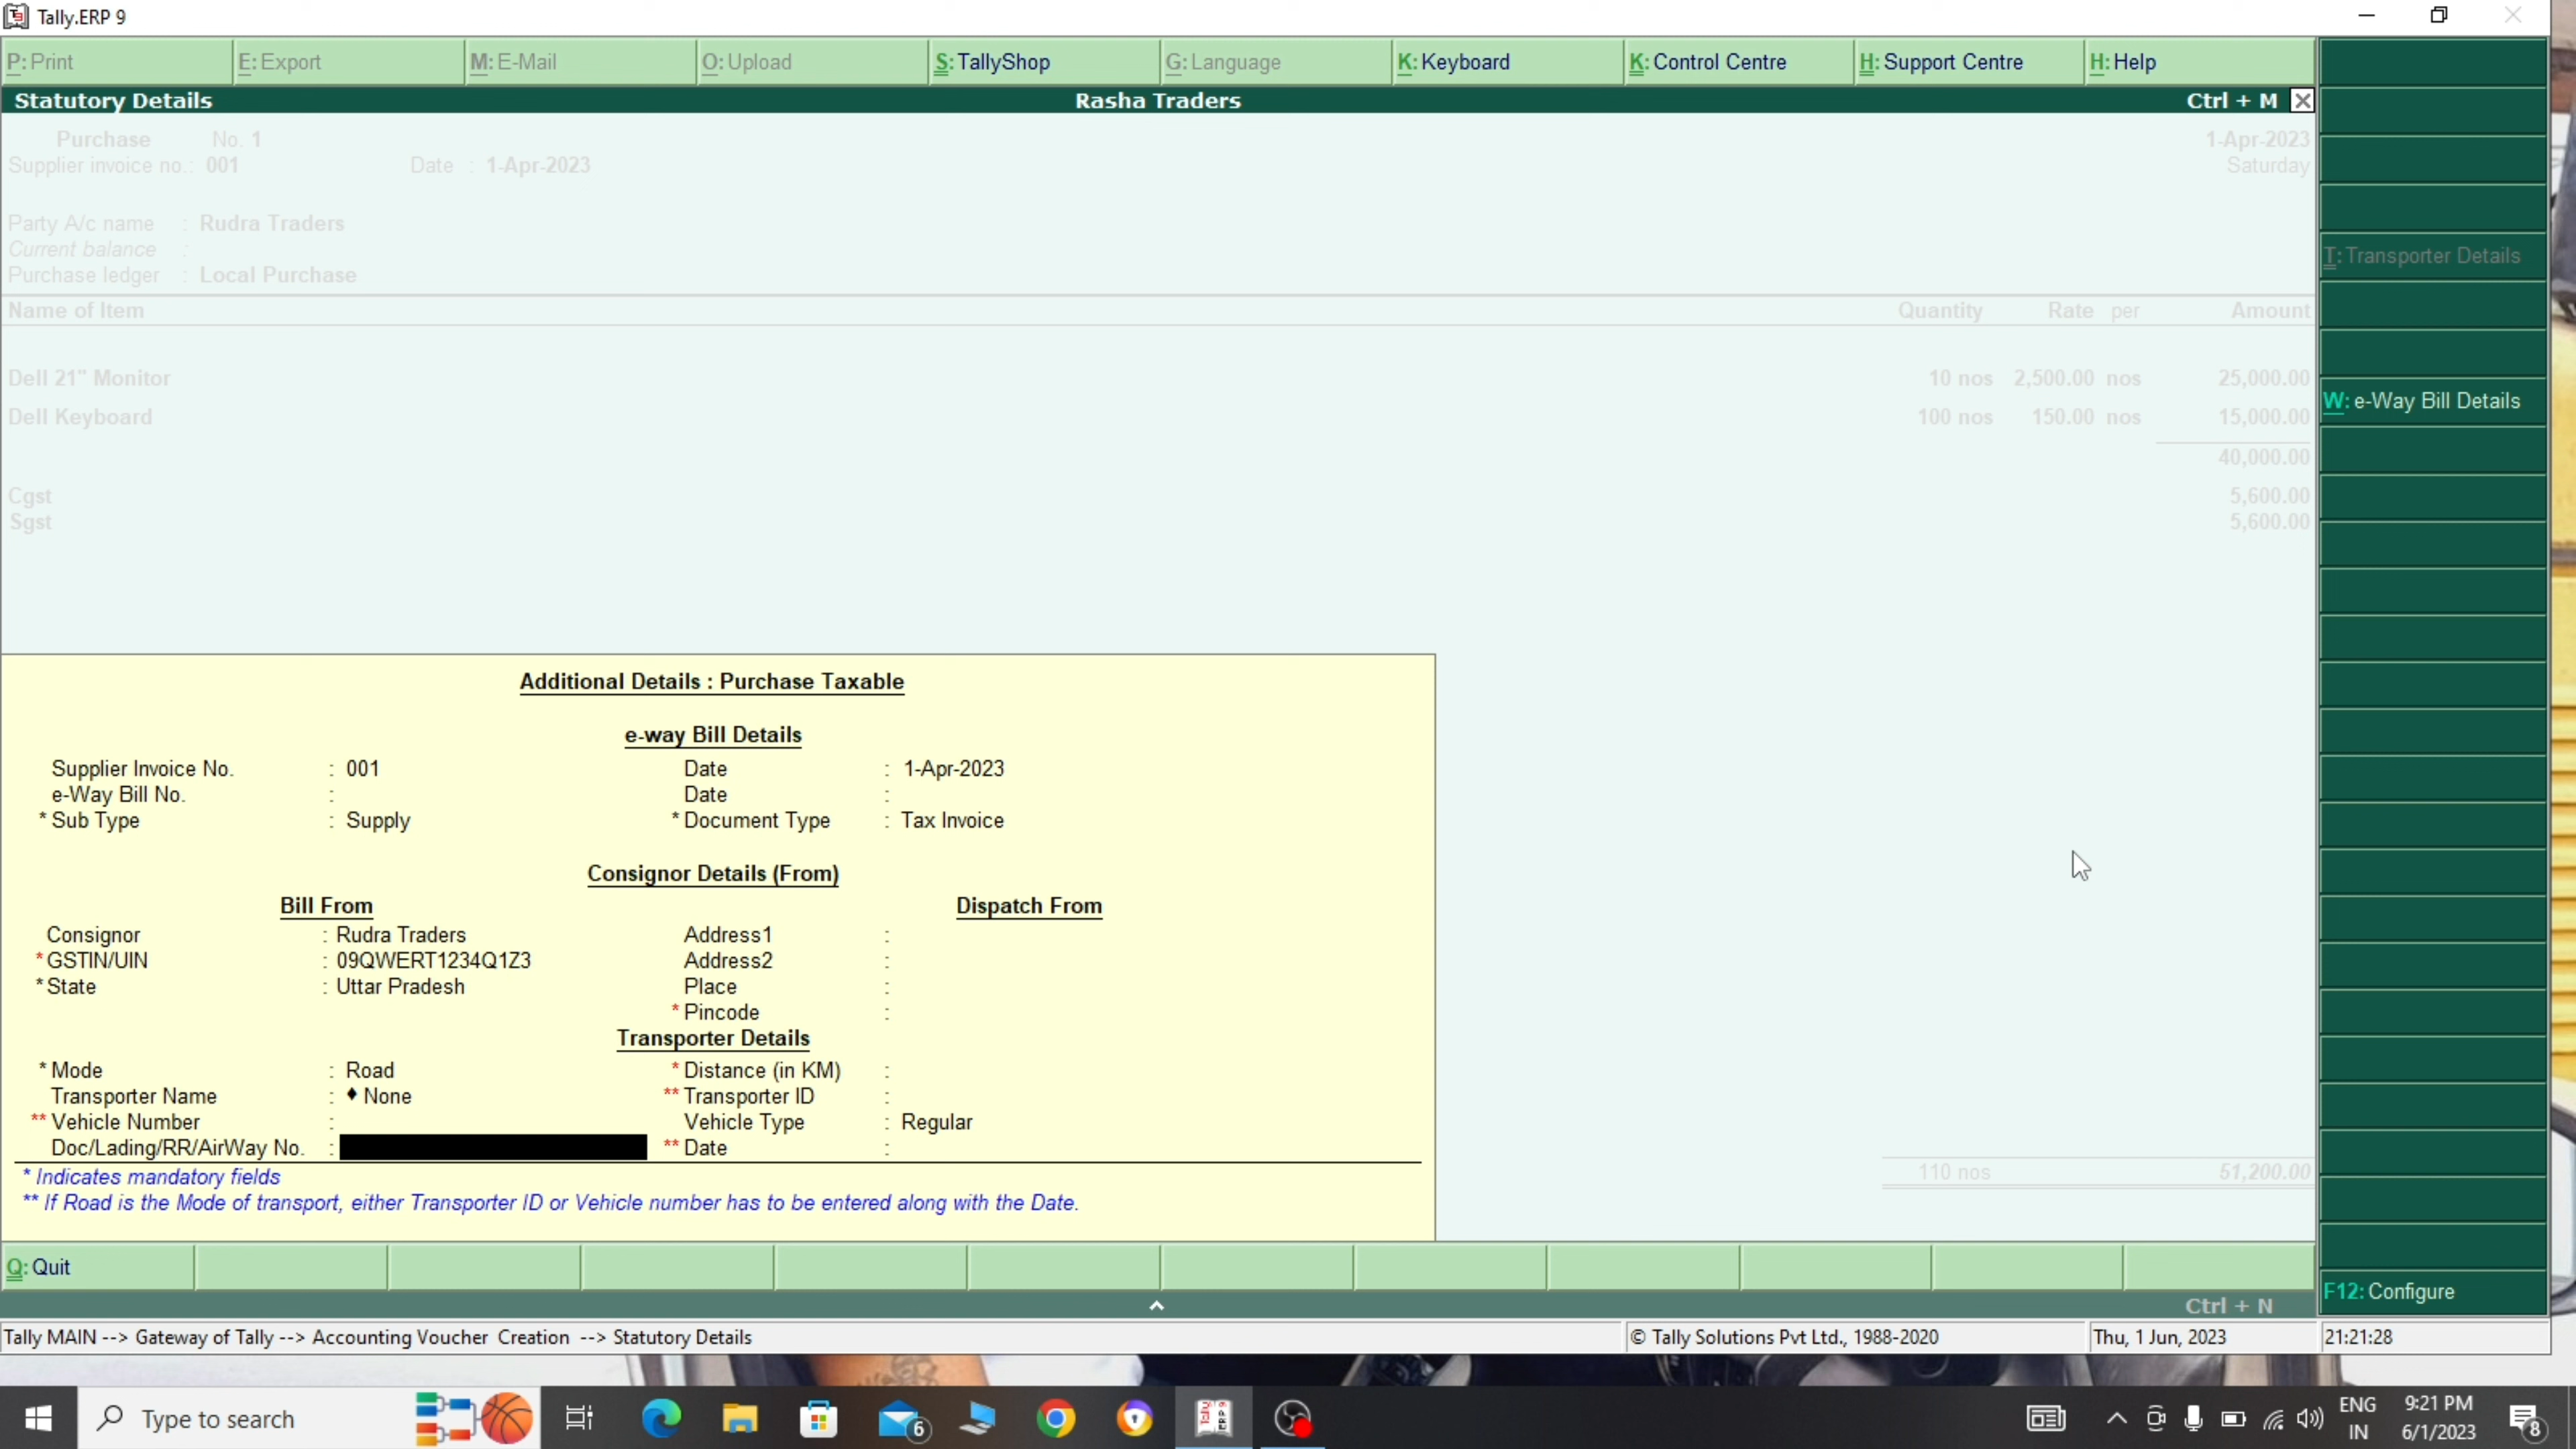 Tally.ERP 9
P: Print E: Export M: E-Mail O: Upload S: TallyShop G: Language K: Keyboard K: Control Centre H: Support Centre H: Help
Statutory Details Rasha Traders Ctrl + M
Purchase No. 1 1-Apr-2023
Supplier invoice no.: 001 Date : 1-Apr-2023 Saturday
Party A/c name : Rudra Traders
Current balance :
T: Transporter Details
Purchase ledger : Local Purchase
Name of Item Quantity Rate per Amount
Dell 21" Monitor 10 nos 2,500.00 nos 25,000.00
W: e-Way Bill Details
Dell Keyboard 100 nos 150.00 nos 15,000.00
40,000.00
Cgst 5,600.00
Sgst 5,600.00
Additional Details : Purchase Taxable
e-way Bill Details
Supplier Invoice No. : 001 Date : 1-Apr-2023
e-Way Bill No. : Date :
* Sub Type : Supply * Document Type : Tax Invoice
Consignor Details (From)
Bill From Dispatch From
Consignor : Rudra Traders Address1 :
* GSTIN/UIN : 09QWERT1234Q1Z3 Address2 :
* State : Uttar Pradesh Place :
* Pincode :
Transporter Details
* Mode : Road * Distance (in KM) :
Transporter Name : ♦ None ** Transporter ID :
** Vehicle Number : Vehicle Type : Regular
Doc/Lading/RR/AirWay No. : ** Date :
* Indicates mandatory fields
110 nos 51,200.00
** If Road is the Mode of transport, either Transporter ID or Vehicle number has to be entered along with the Date.
Q: Quit
F12: Configure
Ctrl + N
Tally MAIN --> Gateway of Tally --> Accounting Voucher Creation --> Statutory Details © Tally Solutions Pvt Ltd., 1988-2020 Thu, 1 Jun, 2023 21:21:28
Type to search 6 Tally ERP 9 ENG IN 9:21 PM 6/1/2023 8